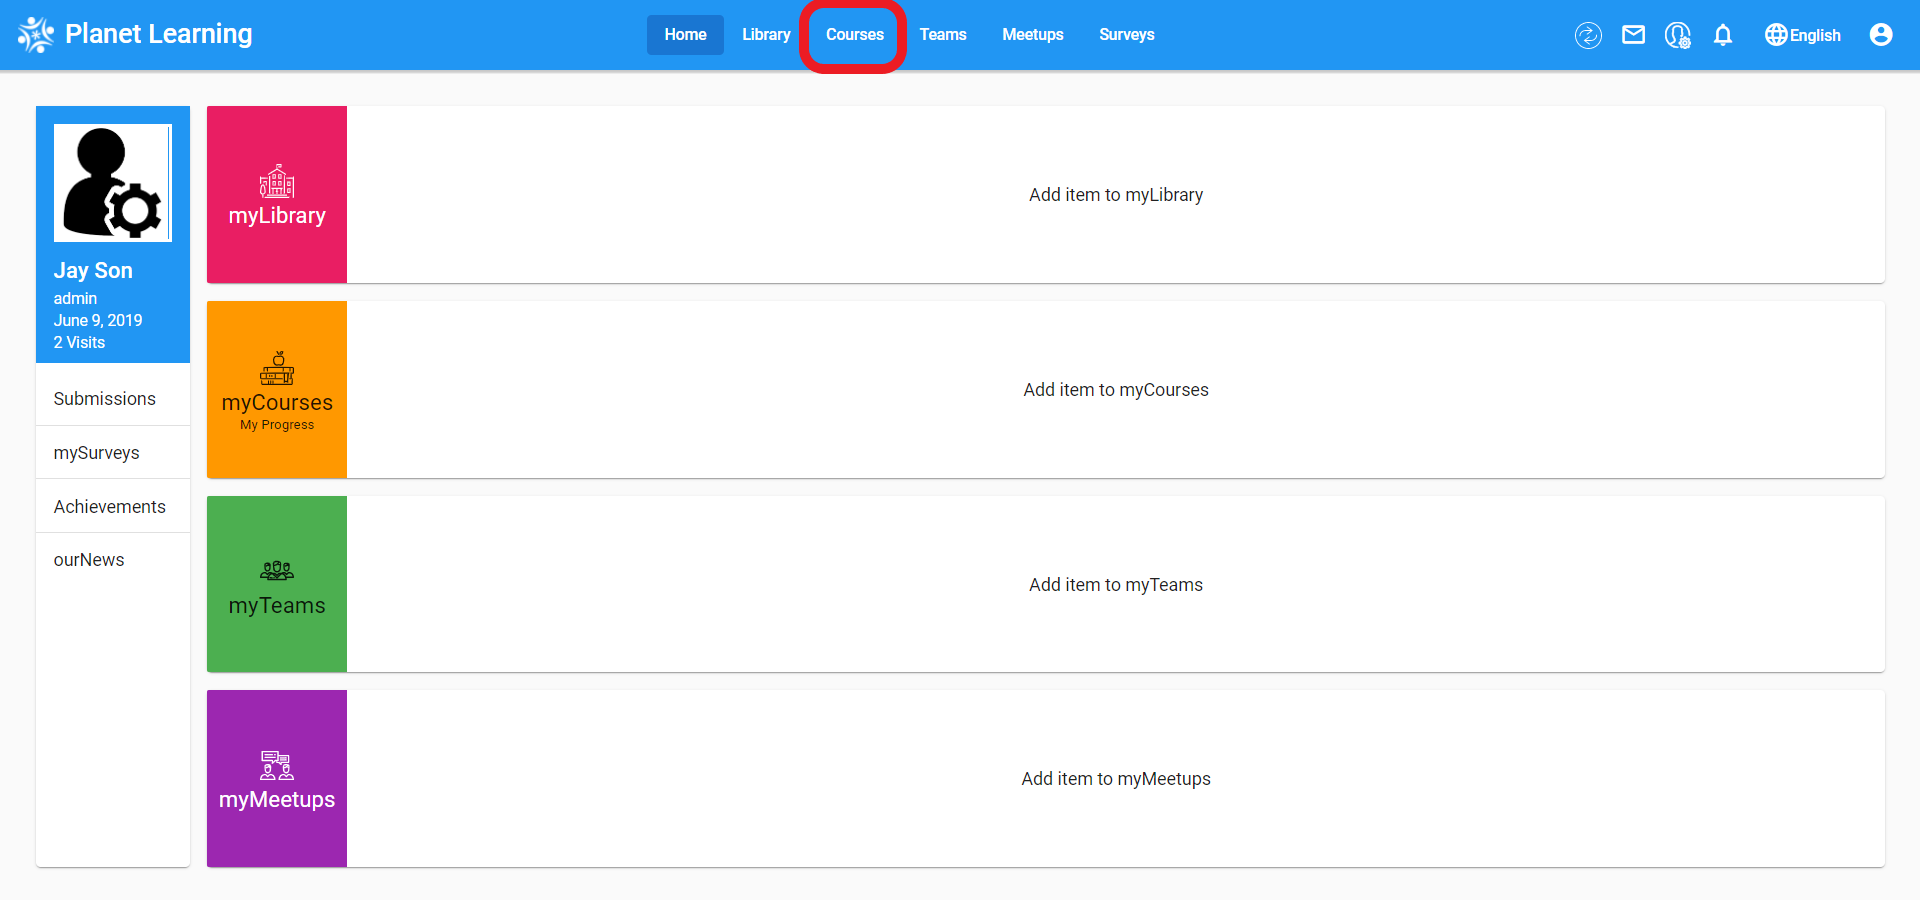 Planet Learning
Home Library Courses Teams Meetups Surveys
English
Jay Son
admin
June 9, 2019
2 Visits
Submissions
mySurveys
Achievements
ourNews
myLibrary
Add item to myLibrary
myCourses
My Progress
Add item to myCourses
myTeams
Add item to myTeams
myMeetups
Add item to myMeetups